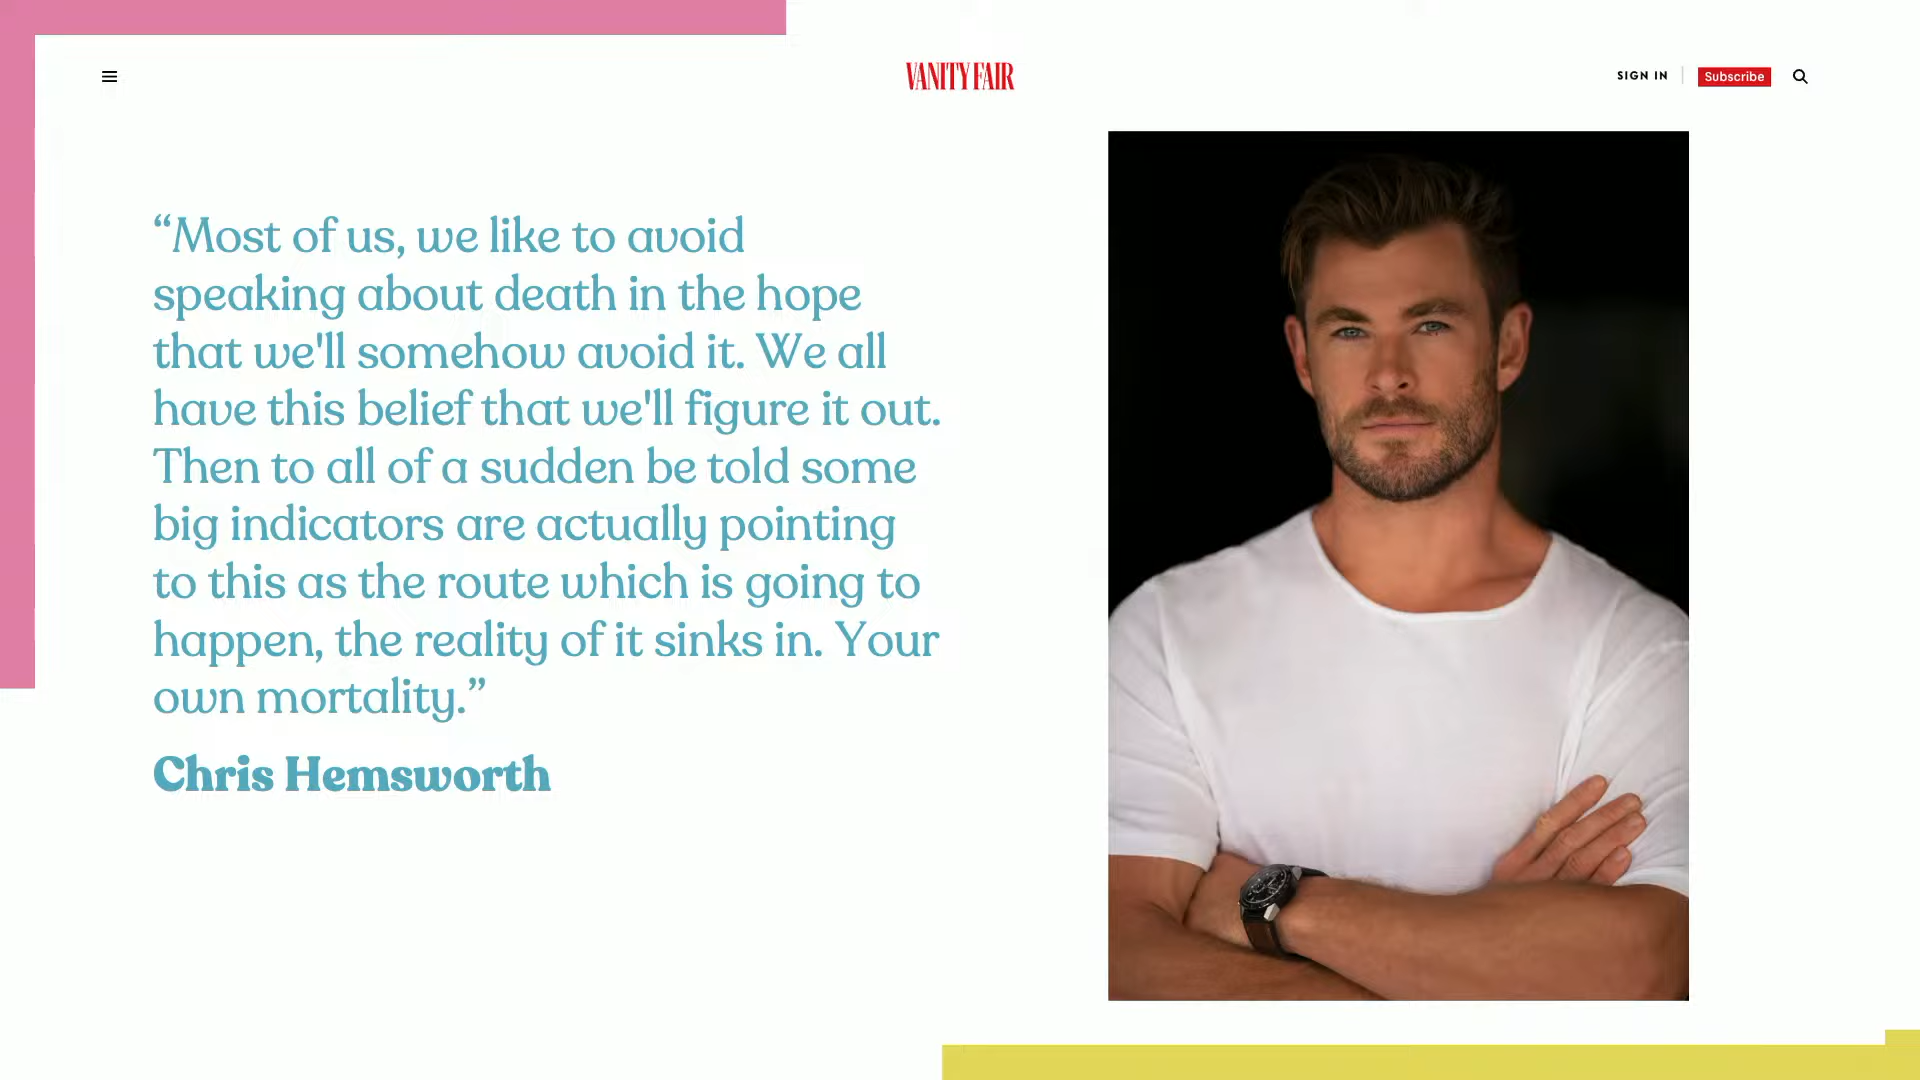 VANITY FAIR
SIGN IN
Subscribe
“Most of us, we like to avoid
speaking about death in the hope
that we'll somehow avoid it. We all
have this belief that we'll figure it out.
Then to all of a sudden be told some
big indicators are actually pointing
to this as the route which is going to
happen, the reality of it sinks in. Your
own mortality.”
Chris Hemsworth